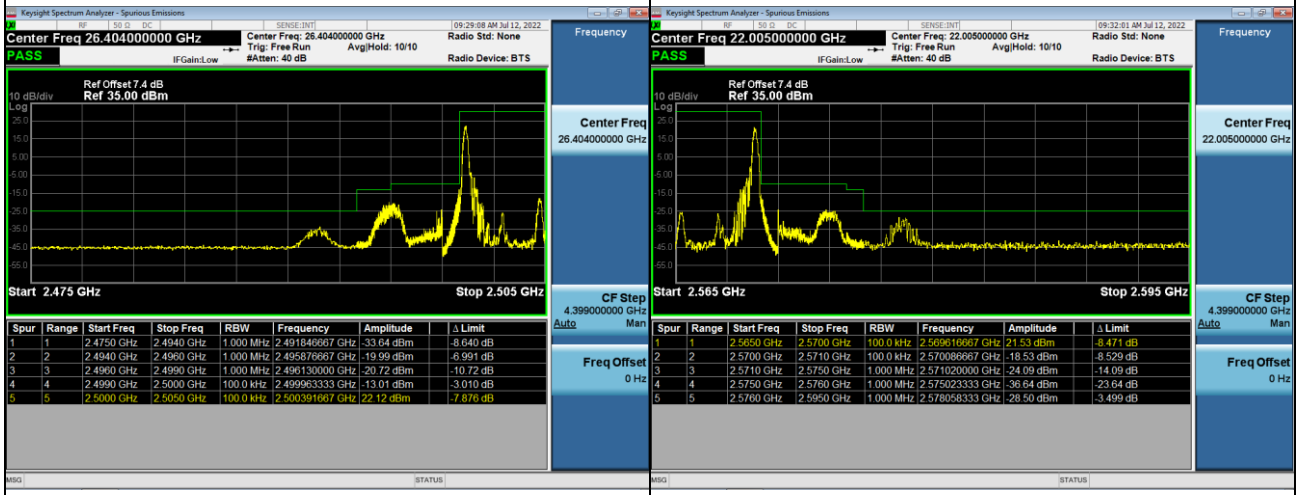 Keysight Spectrum Analyzer - Spurious Emissions
RF 50 Ω DC SENSE:INT 09:29:08 AM Jul 12, 2022
Center Freq 26.404000000 GHz Center Freq: 26.404000000 GHz Radio Std: None
Trig: Free Run Avg|Hold: 10/10
PASS IFGain:Low #Atten: 40 dB Radio Device: BTS
Ref Offset 7.4 dB
10 dB/div Ref 35.00 dBm
Log
25.0
15.0
5.00
-5.00
-15.0
-25.0
-35.0
-45.0
-55.0
Start 2.475 GHz Stop 2.505 GHz
Spur Range Start Freq Stop Freq RBW Frequency Amplitude Δ Limit
1 1 2.4750 GHz 2.4940 GHz 1.000 MHz 2.491846667 GHz -33.64 dBm -8.640 dB
2 2 2.4940 GHz 2.4960 GHz 1.000 MHz 2.495876667 GHz -19.99 dBm -6.991 dB
3 3 2.4960 GHz 2.4990 GHz 1.000 MHz 2.496130000 GHz -20.72 dBm -10.72 dB
4 4 2.4990 GHz 2.5000 GHz 100.0 kHz 2.499963333 GHz -13.01 dBm -3.010 dB
5 5 2.5000 GHz 2.5050 GHz 100.0 kHz 2.500391667 GHz 22.12 dBm -7.876 dB
MSG STATUS
Frequency
Center Freq
26.404000000 GHz
CF Step
4.399000000 GHz
Auto Man
Freq Offset
0 Hz
Keysight Spectrum Analyzer - Spurious Emissions
RF 50 Ω DC SENSE:INT 09:32:01 AM Jul 12, 2022
Center Freq 22.005000000 GHz Center Freq: 22.005000000 GHz Radio Std: None
Trig: Free Run Avg|Hold: 10/10
PASS IFGain:Low #Atten: 40 dB Radio Device: BTS
Ref Offset 7.4 dB
10 dB/div Ref 35.00 dBm
Log
25.0
15.0
5.00
-5.00
-15.0
-25.0
-35.0
-45.0
-55.0
Start 2.565 GHz Stop 2.595 GHz
Spur Range Start Freq Stop Freq RBW Frequency Amplitude Δ Limit
1 1 2.5650 GHz 2.5700 GHz 100.0 kHz 2.569616667 GHz 21.53 dBm -8.471 dB
2 2 2.5700 GHz 2.5710 GHz 100.0 kHz 2.570086667 GHz -18.53 dBm -8.529 dB
3 3 2.5710 GHz 2.5750 GHz 1.000 MHz 2.571020000 GHz -24.09 dBm -14.09 dB
4 4 2.5750 GHz 2.5760 GHz 1.000 MHz 2.575023333 GHz -36.64 dBm -23.64 dB
5 5 2.5760 GHz 2.5950 GHz 1.000 MHz 2.578058333 GHz -28.50 dBm -3.499 dB
MSG STATUS
Frequency
Center Freq
22.005000000 GHz
CF Step
4.399000000 GHz
Auto Man
Freq Offset
0 Hz